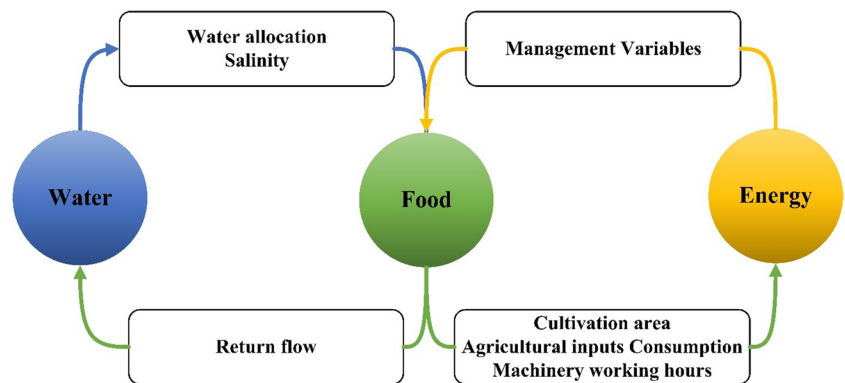 Water allocation
Salinity
Management Variables
Water
Food
Energy
Return flow
Cultivation area
Agricultural inputs Consumption
Machinery working hours